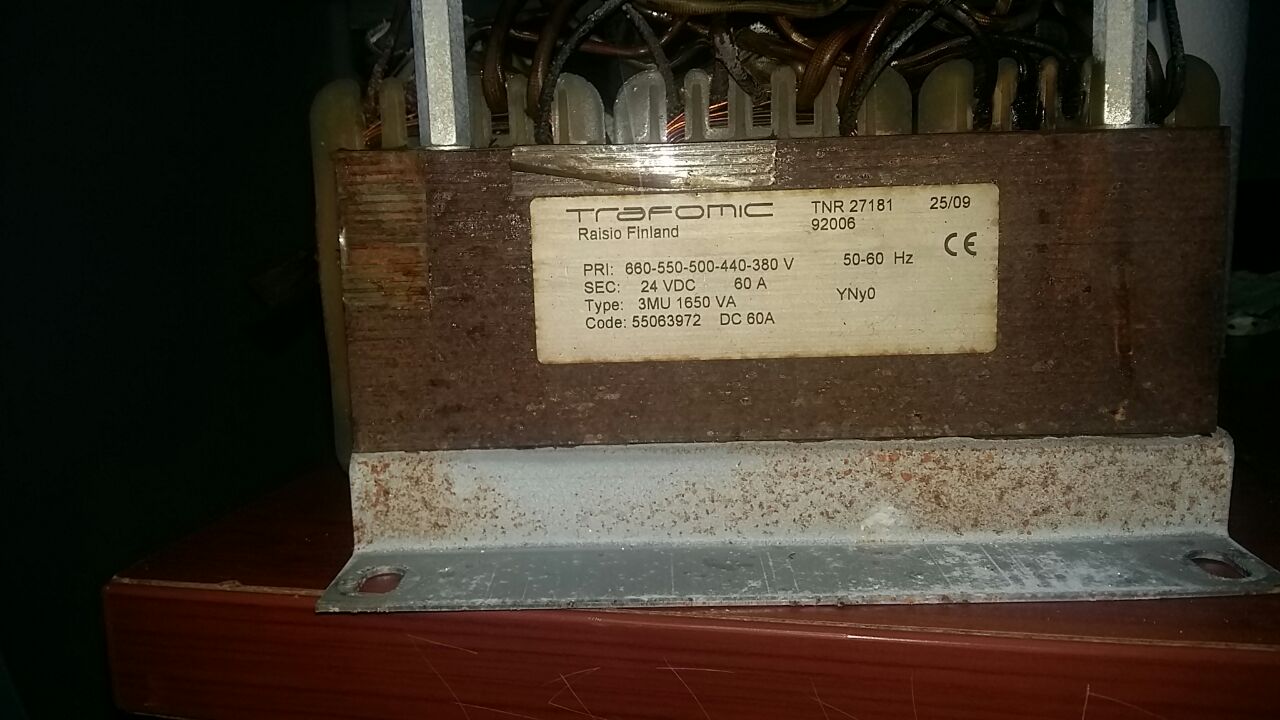 TRAFOMIC TNR 27181 25/09
Raisio Finland 92006
CE
PRI: 660-550-500-440-380 V 50-60 Hz
SEC: 24 VDC 60 A
Type: 3MU 1650 VA YNy0
Code: 55063972 DC 60A